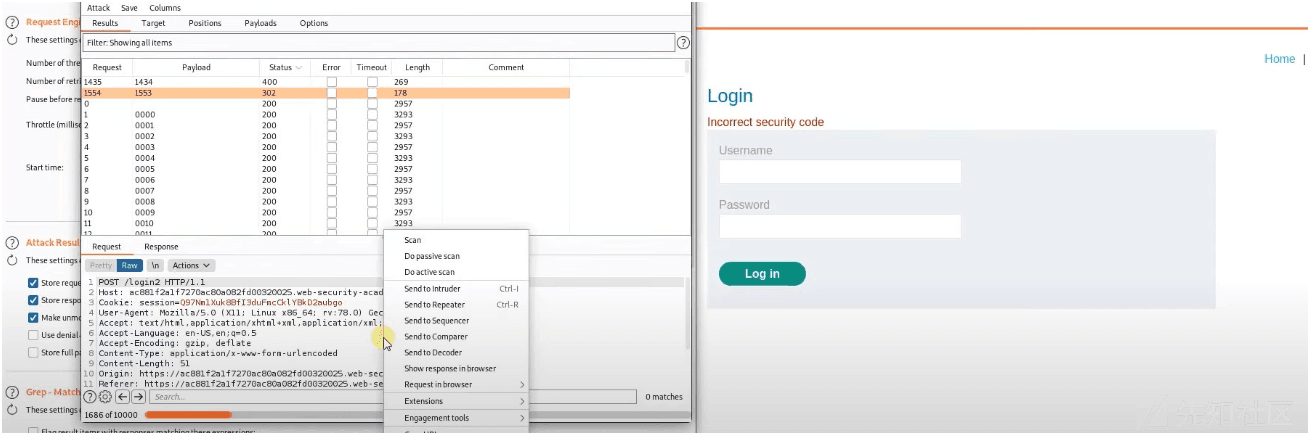 Request Engi
These settings
Number of thre
Number of retri
Pause before re
Throttle (millise
Start time:
Attack Resul
These settings
Store reque
Store respo
Make unmo
Use denial-
Store full pa
Grep - Match
These settings
Flag result items with responses matching these expressions:
Attack Save Columns
Results Target Positions Payloads Options
Filter: Showing all items
Request Payload Status Error Timeout Length Comment
1435 1434 400 269
1554 1553 302 178
0 200 2957
1 0000 200 3293
2 0001 200 2957
3 0002 200 3293
4 0003 200 2957
5 0004 200 3293
6 0005 200 2957
7 0006 200 3293
8 0007 200 2957
9 0008 200 3293
10 0009 200 2957
11 0010 200 3293
12 0011 200
Request Response
Pretty Raw \n Actions
1 POST /login2 HTTP/1.1
2 Host: ac881f2a1f7270ac80a082fd00320025.web-security-acad
3 Cookie: session=
4 User-Agent: Mozilla/5.0 (X11; Linux x86_64; rv:78.0) Gec
5 Accept: text/html,application/xhtml+xml,application/xml;
6 Accept-Language: en-US,en;q=0.5
7 Accept-Encoding: gzip, deflate
8 Content-Type: application/x-www-form-urlencoded
9 Content-Length: 51
10 Origin: https://ac881f2a1f7270ac80a082fd00320025.web-sec
11 Referer: https://ac881f2a1f7270ac80a082fd00320025.web-se
Search...
0 matches
1686 of 10000
Scan
Do passive scan
Do active scan
Send to Intruder Ctrl-I
Send to Repeater Ctrl-R
Send to Sequencer
Send to Comparer
Send to Decoder
Show response in browser
Request in browser
Extensions
Engagement tools
Home |
Login
Incorrect security code
Username
Password
Log in
先知社区